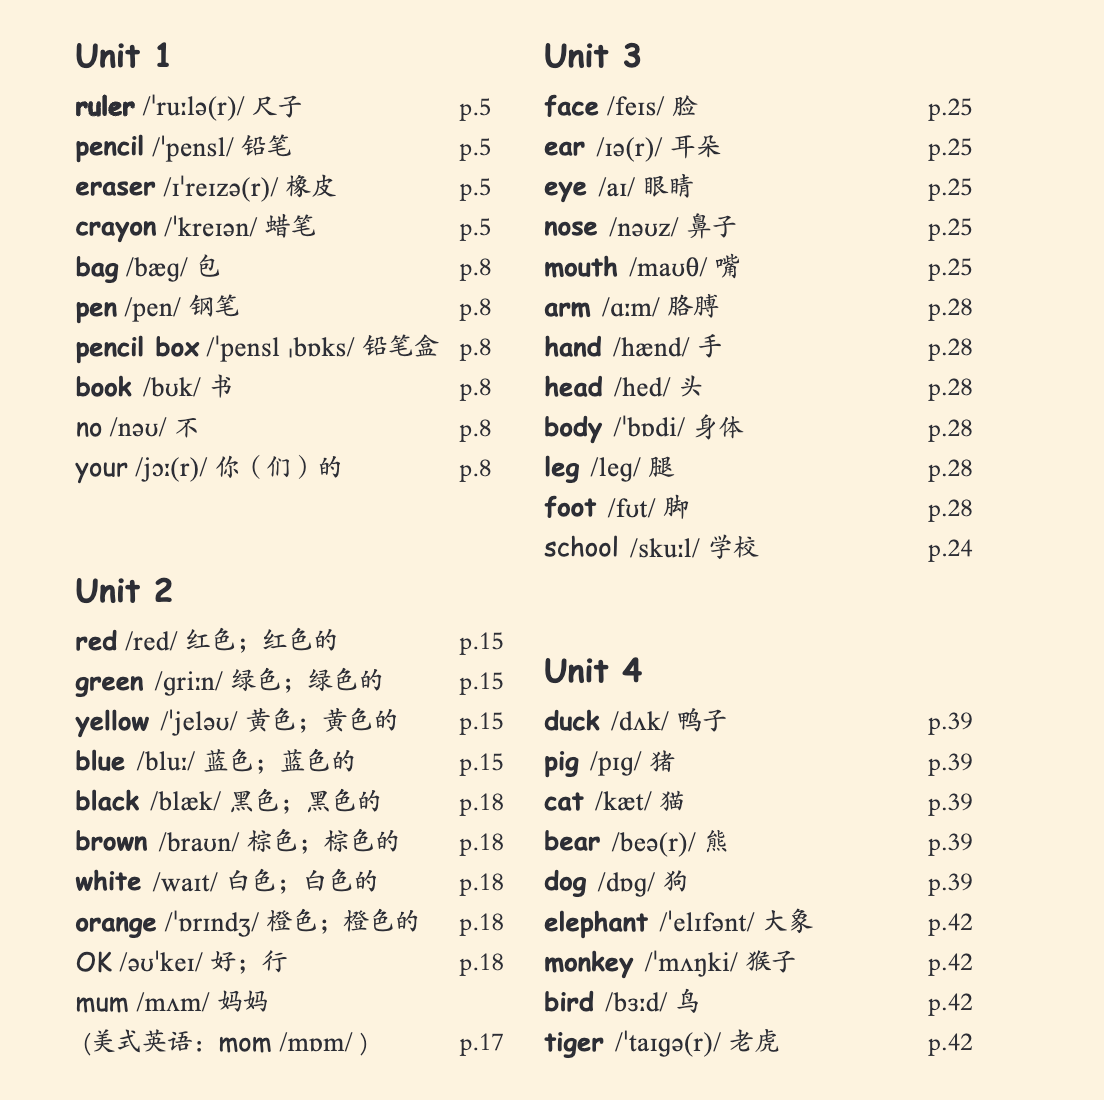 Unit 1
ruler /ˈruːlə(r)/ 尺子 p.5
pencil /ˈpensl/ 铅笔 p.5
eraser /ɪˈreɪzə(r)/ 橡皮 p.5
crayon /ˈkreɪən/ 蜡笔 p.5
bag /bæɡ/ 包 p.8
pen /pen/ 钢笔 p.8
pencil box /ˈpensl ˌbɒks/ 铅笔盒 p.8
book /bʊk/ 书 p.8
no /nəʊ/ 不 p.8
your /jɔː(r)/ 你（们）的 p.8
Unit 2
red /red/ 红色；红色的 p.15
green /ɡriːn/ 绿色；绿色的 p.15
yellow /ˈjeləʊ/ 黄色；黄色的 p.15
blue /bluː/ 蓝色；蓝色的 p.15
black /blæk/ 黑色；黑色的 p.18
brown /braʊn/ 棕色；棕色的 p.18
white /waɪt/ 白色；白色的 p.18
orange /ˈɒrɪndʒ/ 橙色；橙色的 p.18
OK /əʊˈkeɪ/ 好；行 p.18
mum /mʌm/ 妈妈
(美式英语：mom /mɒm/ ) p.17
Unit 3
face /feɪs/ 脸 p.25
ear /ɪə(r)/ 耳朵 p.25
eye /aɪ/ 眼睛 p.25
nose /nəʊz/ 鼻子 p.25
mouth /maʊθ/ 嘴 p.25
arm /ɑːm/ 胳膊 p.28
hand /hænd/ 手 p.28
head /hed/ 头 p.28
body /ˈbɒdi/ 身体 p.28
leg /leɡ/ 腿 p.28
foot /fʊt/ 脚 p.28
school /skuːl/ 学校 p.24
Unit 4
duck /dʌk/ 鸭子 p.39
pig /pɪɡ/ 猪 p.39
cat /kæt/ 猫 p.39
bear /beə(r)/ 熊 p.39
dog /dɒɡ/ 狗 p.39
elephant /ˈelɪfənt/ 大象 p.42
monkey /ˈmʌŋki/ 猴子 p.42
bird /bɜːd/ 鸟 p.42
tiger /ˈtaɪɡə(r)/ 老虎 p.42